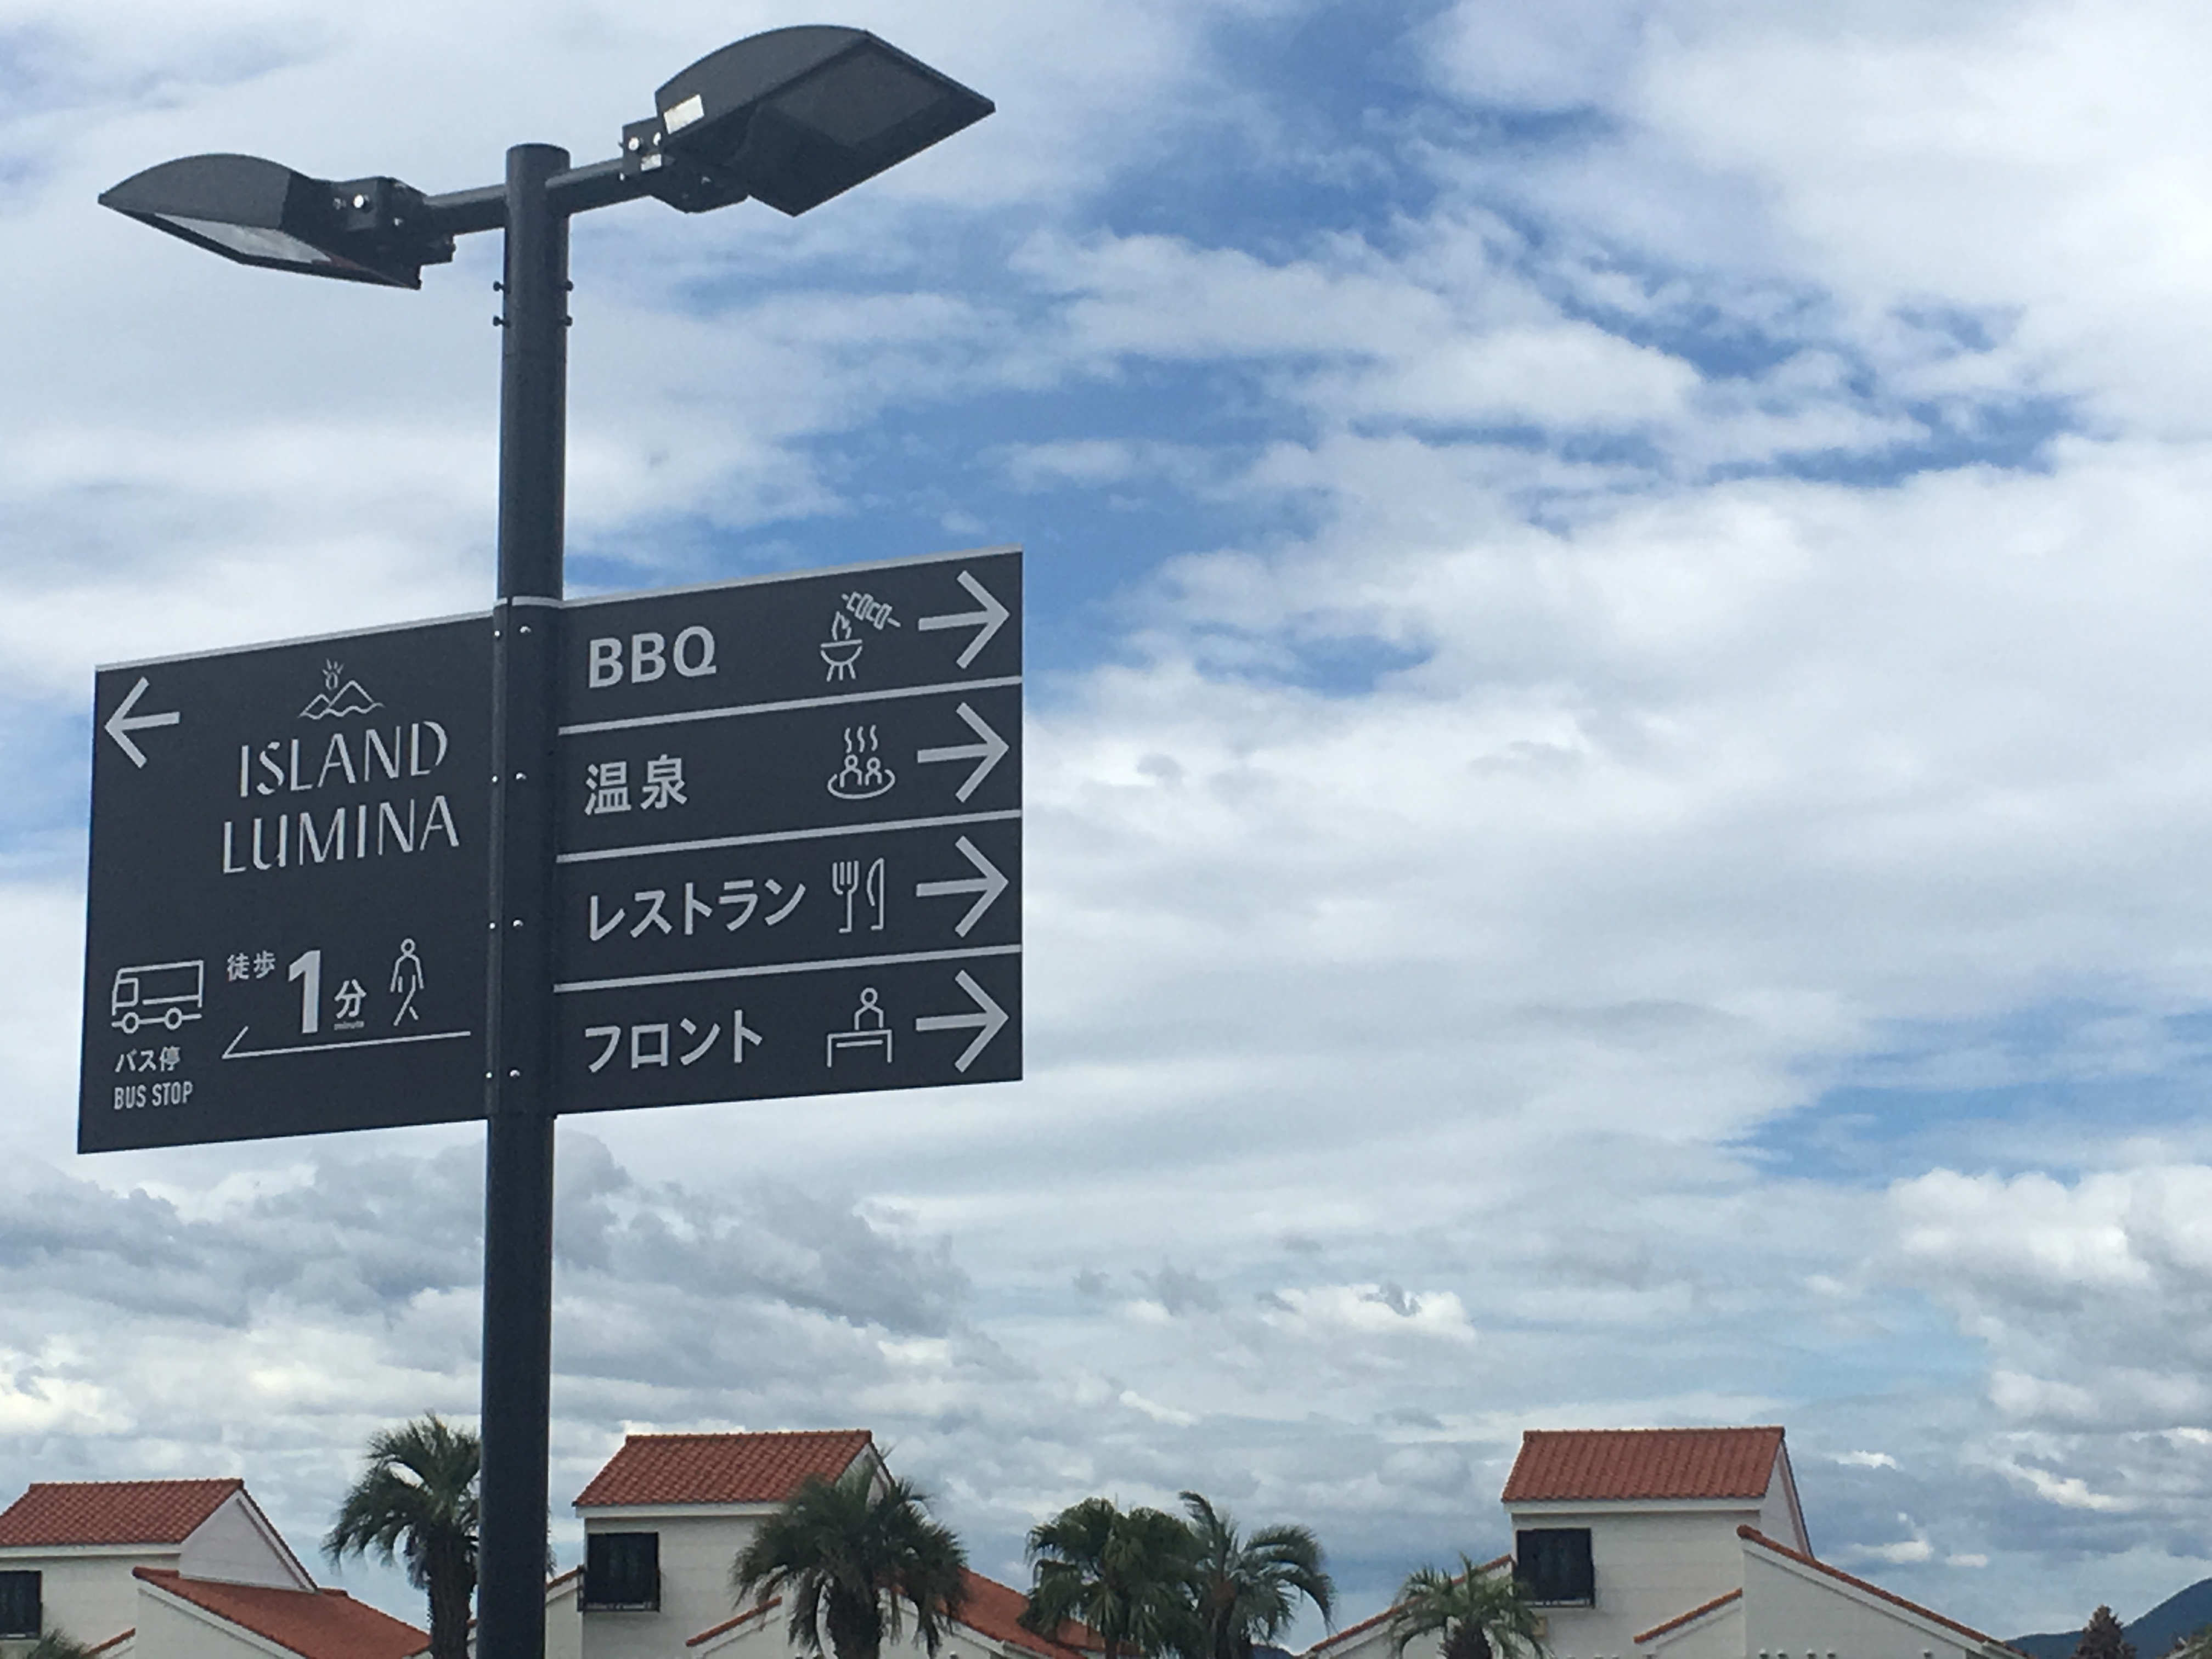 ISLAND
LUMINA
徒歩 1分
minute
バス停
BUS STOP
BBQ
温泉
レストラン
フロント